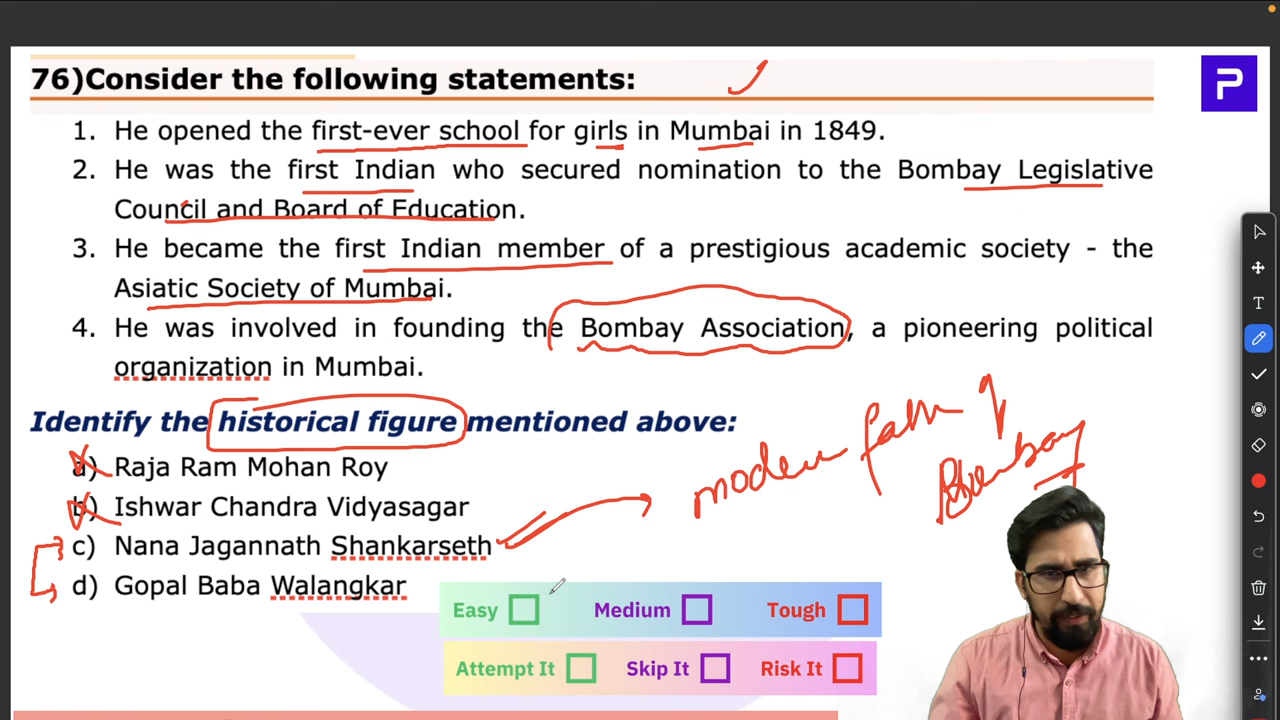 P
76)Consider the following statements:
1. He opened the first-ever school for girls in Mumbai in 1849.
2. He was the first Indian who secured nomination to the Bombay Legislative
Council and Board of Education.
3. He became the first Indian member of a prestigious academic society - the
Asiatic Society of Mumbai.
4. He was involved in founding the Bombay Association, a pioneering political
organization in Mumbai.
Identify the historical figure mentioned above:
a) Raja Ram Mohan Roy
b) Ishwar Chandra Vidyasagar
c) Nana Jagannath Shankarseth
d) Gopal Baba Walangkar
modern
Bombay
Easy Medium Tough
Attempt It Skip It Risk It